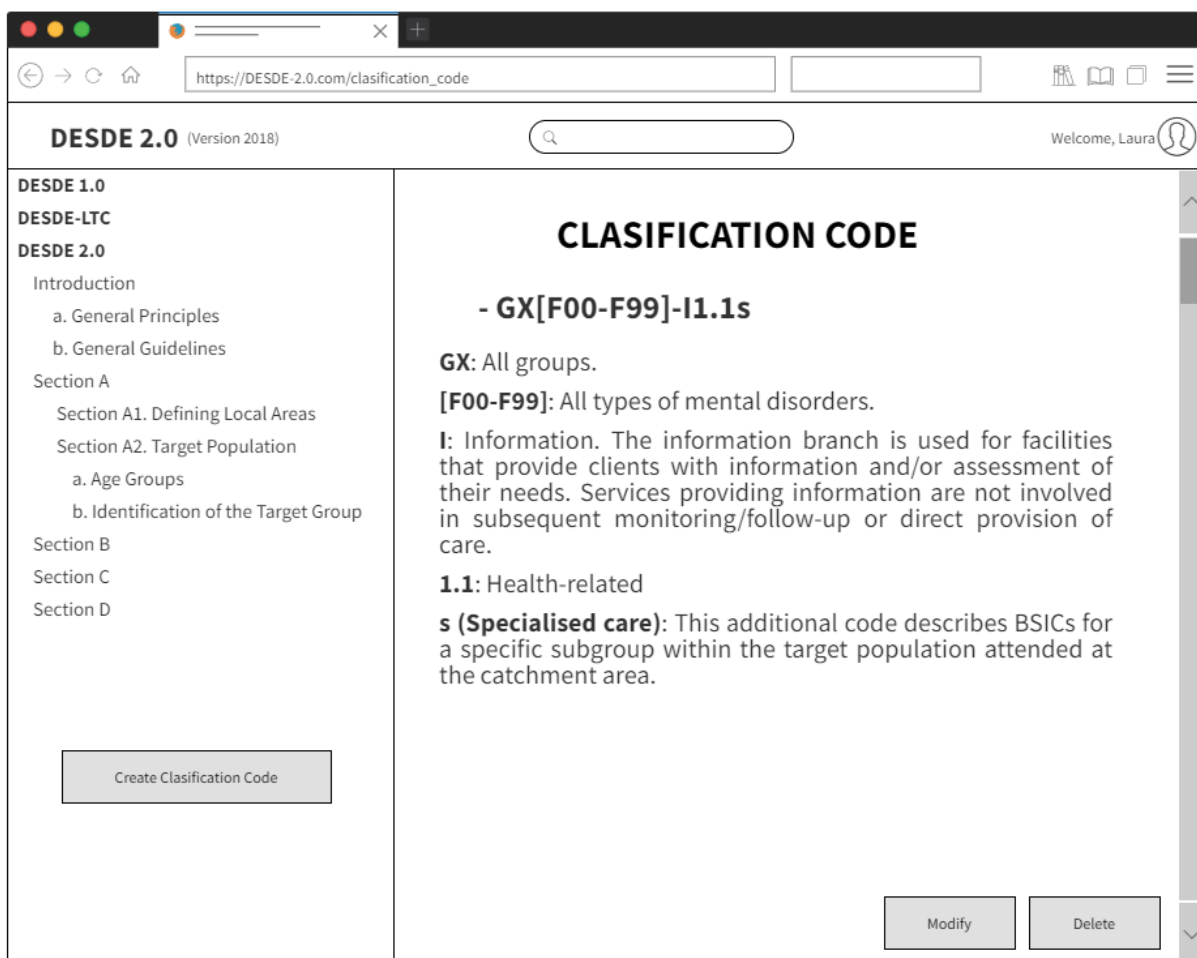 https://DESDE-2.0.com/clasification_code
DESDE 2.0 (Version 2018)
Welcome, Laura
DESDE 1.0
DESDE-LTC
DESDE 2.0
Introduction
a. General Principles
b. General Guidelines
Section A
Section A1. Defining Local Areas
Section A2. Target Population
a. Age Groups
b. Identification of the Target Group
Section B
Section C
Section D
Create Clasification Code
CLASIFICATION CODE
- GX[F00-F99]-I1.1s
GX: All groups.
[F00-F99]: All types of mental disorders.
I: Information. The information branch is used for facilities
that provide clients with information and/or assessment of
their needs. Services providing information are not involved
in subsequent monitoring/follow-up or direct provision of
care.
1.1: Health-related
s (Specialised care): This additional code describes BSICs for
a specific subgroup within the target population attended at
the catchment area.
Modify
Delete